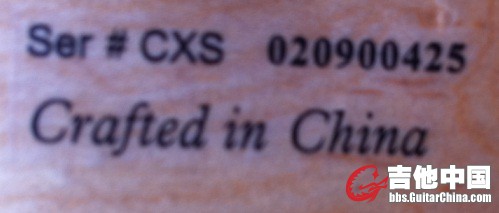 Ser # CXS 020900425
Crafted in China
吉他中国
bbs.GuitarChina.com